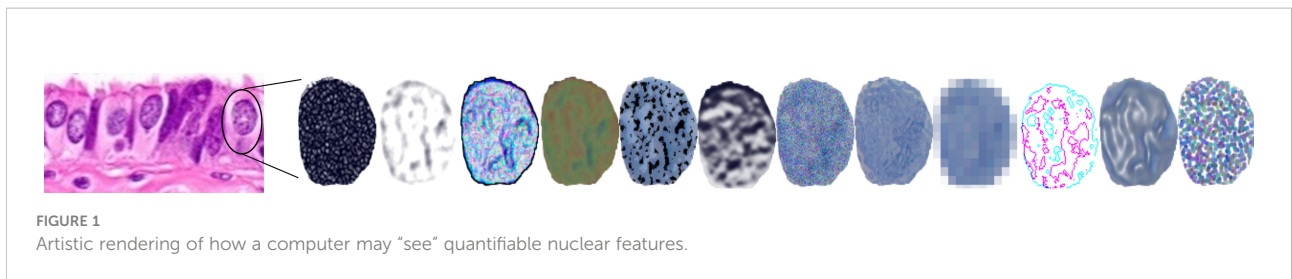 FIGURE 1
Artistic rendering of how a computer may “see” quantifiable nuclear features.